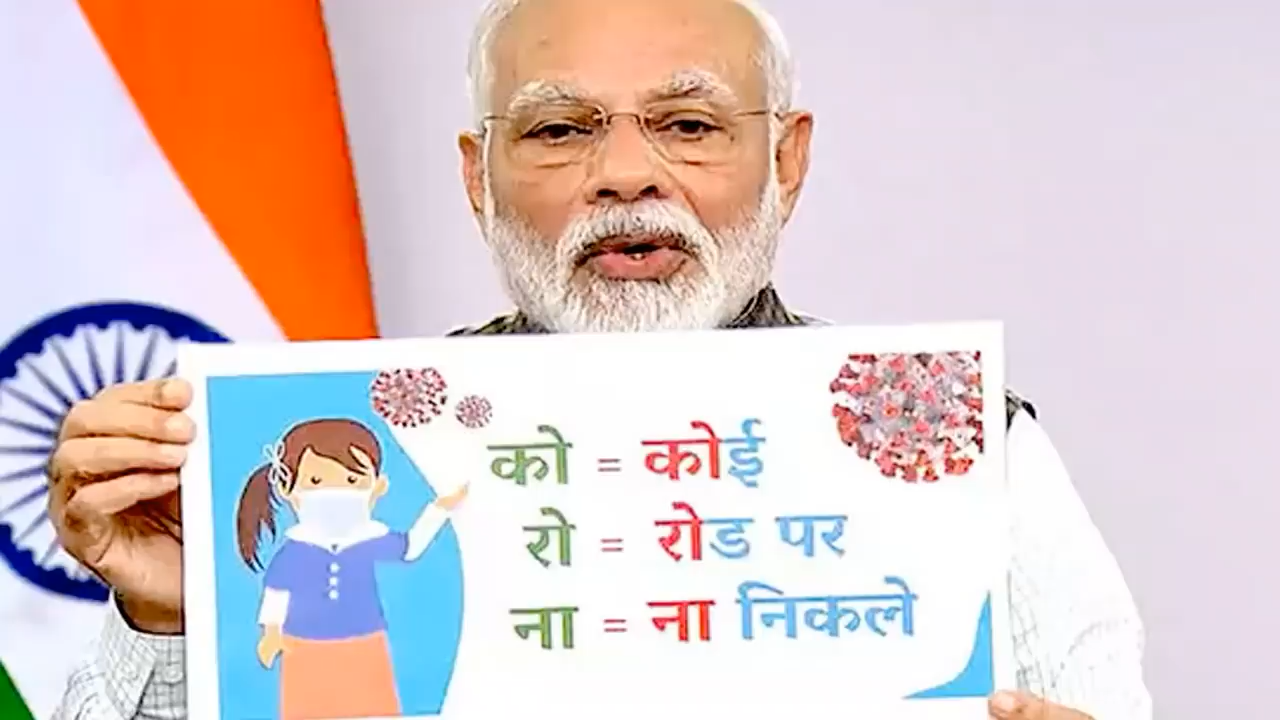 को = कोई
रो = रोड पर
ना = ना निकले